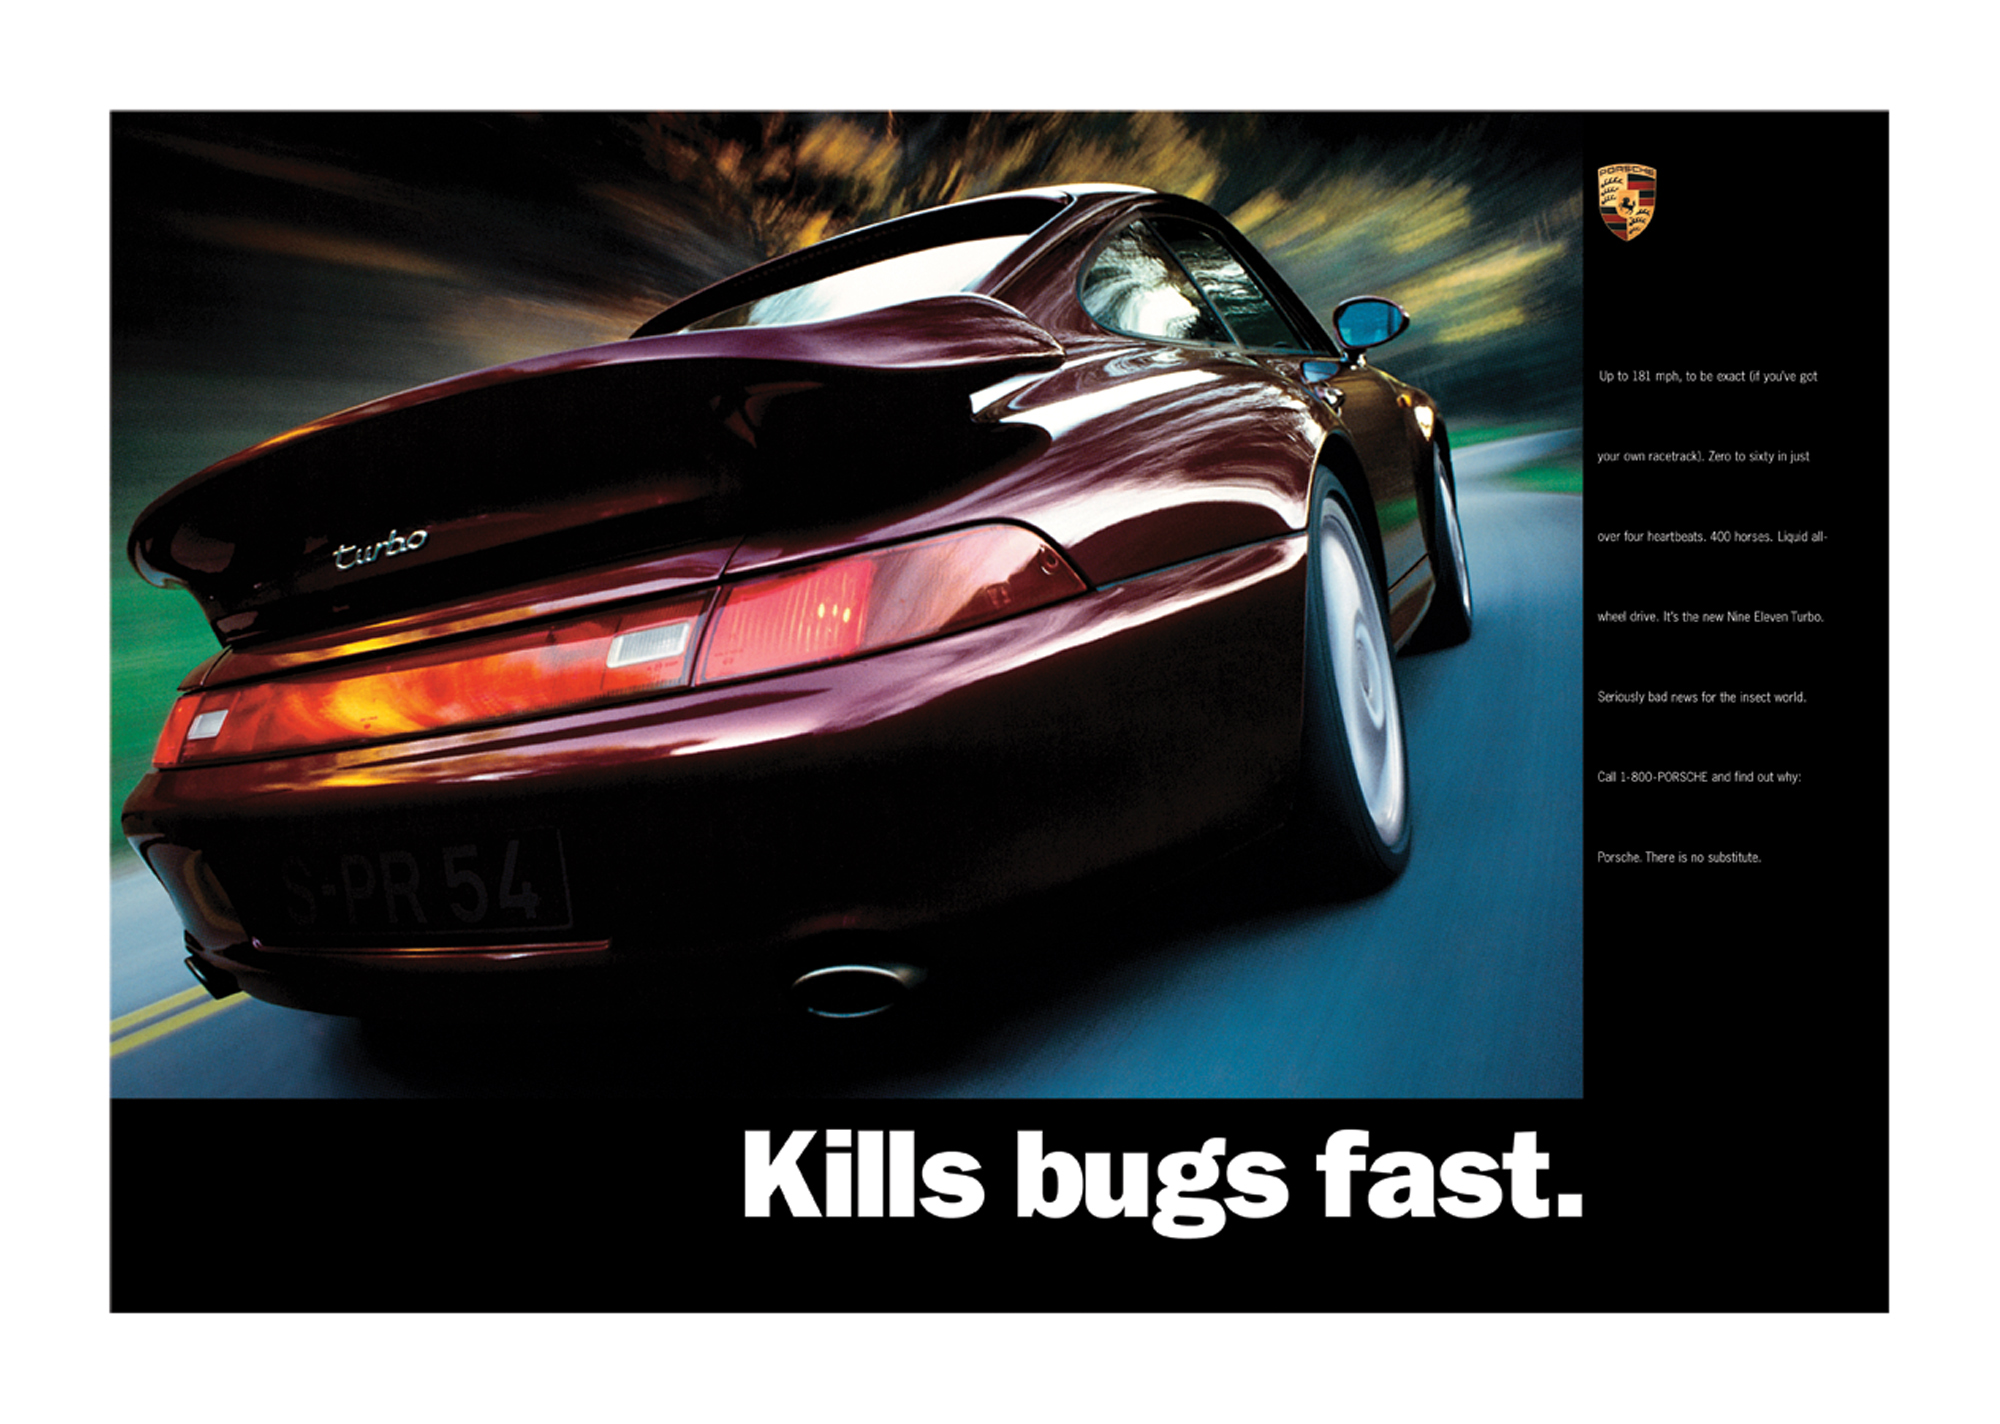 PORSCHE
turbo
S-PR 54
Up to 181 mph, to be exact (if you've got
your own racetrack). Zero to sixty in just
over four heartbeats. 400 horses. Liquid all-
wheel drive. It's the new Nine Eleven Turbo.
Seriously bad news for the insect world.
Call 1-800-PORSCHE and find out why:
Porsche. There is no substitute.
Kills bugs fast.